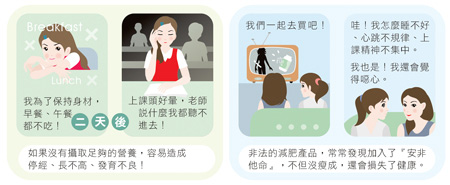 Breakfast
Lunch
我為了保持身材，
早餐、午餐
都不吃！
二天後
上課頭好暈，老師
說什麼我都聽不
進去！
如果沒有攝取足夠的營養，容易造成
停經、長不高、發育不良！
我們一起去買吧！
哇！我怎麼睡不好
、心跳不規律、上
課精神不集中。
我也是！我還會覺
得噁心。
非法的減肥產品，常常發現加入了『安非
他命』，不但沒瘦成，還會損失了健康。